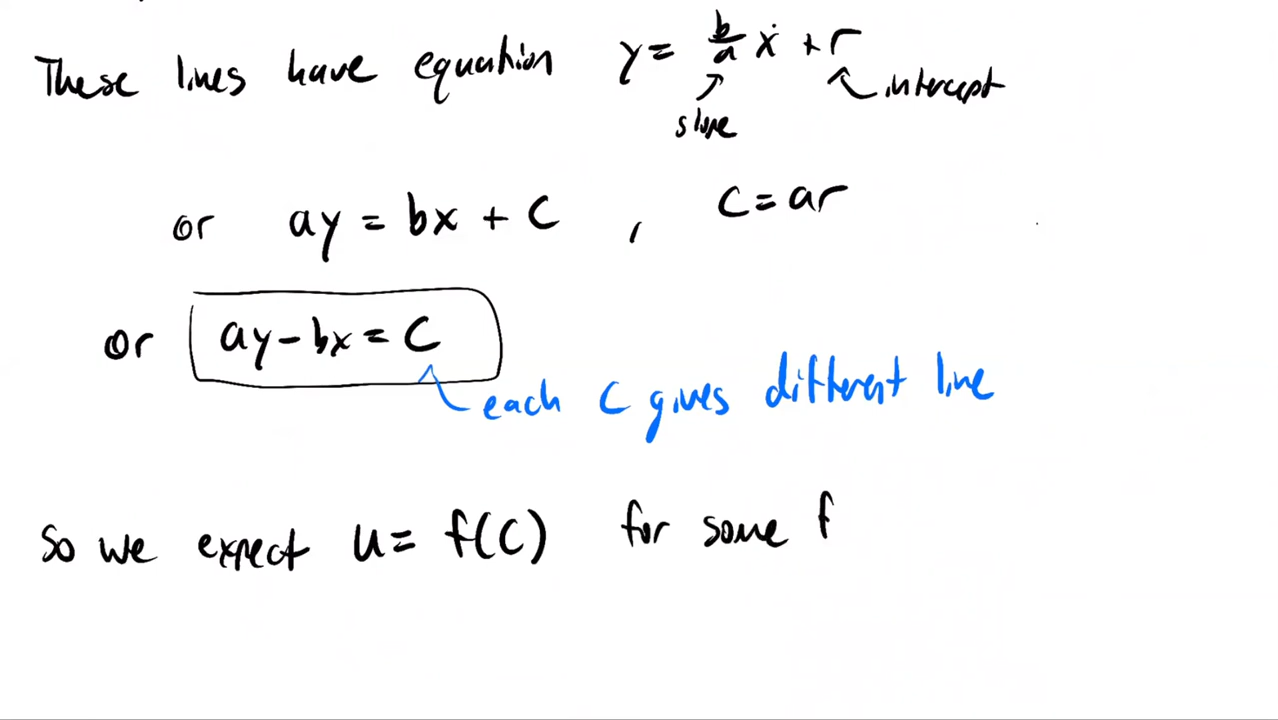 These lines have equation y = b/a x + r
slope
intercept
or ay = bx + C , C = ar
or ay - bx = C
each C gives different line
So we expect u = f(C) for some f